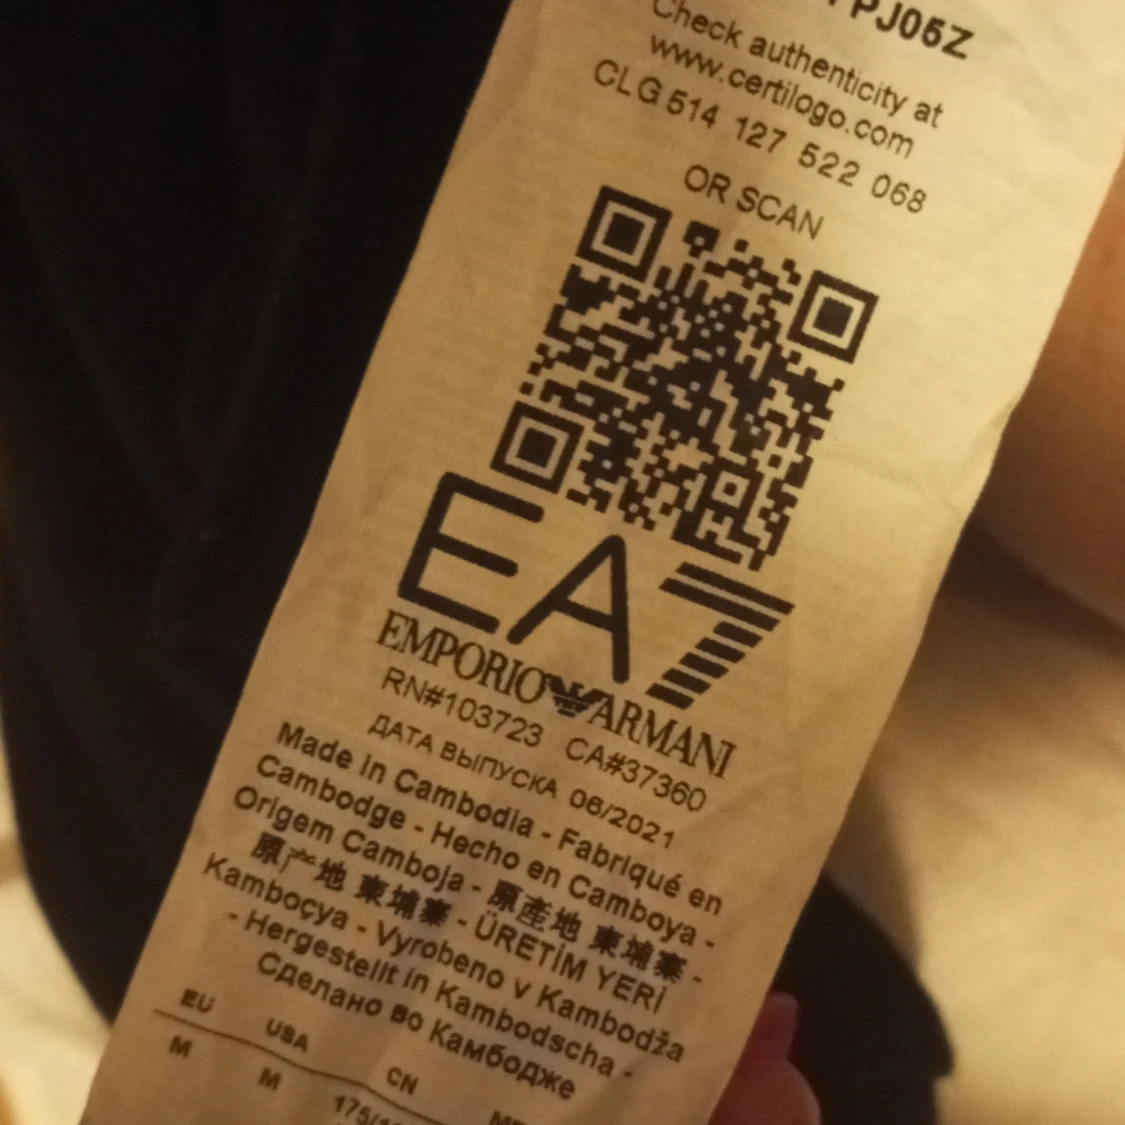 PJ05Z
Check authenticity at
www.certilogo.com
CLG 514 127 522 068
OR SCAN
EA7
EMPORIO ARMANI
RN#103723 CA#37360
ДАТА ВЫПУСКА 06/2021
Made in Cambodia - Fabriqué en
Cambodge - Hecho en Camboya -
Origem Camboja - 原產地 柬埔寨 -
原产地 柬埔寨 - ÜRETİM YERİ
Kamboçya - Vyrobeno v Kambodža
- Hergestellt in Kambodscha -
Сделано во Камбодже
EU USA CN
M M